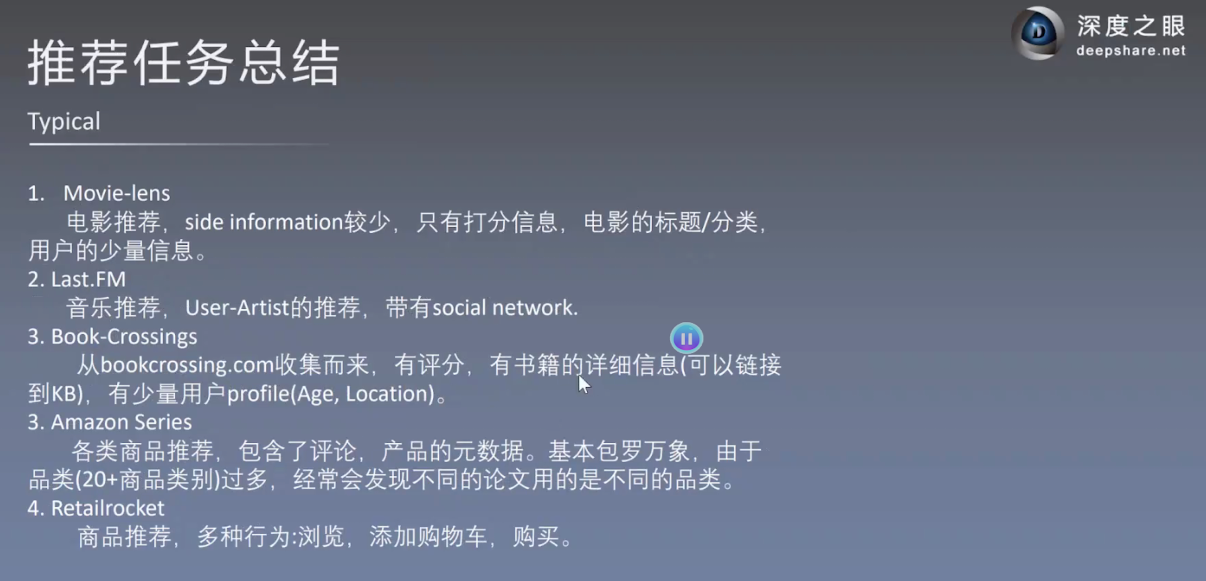 深度之眼
deepshare.net
推荐任务总结
Typical
1. Movie-lens
电影推荐，side information较少，只有打分信息，电影的标题/分类，
用户的少量信息。
2. Last.FM
音乐推荐，User-Artist的推荐，带有social network.
3. Book-Crossings
从bookcrossing.com收集而来，有评分，有书籍的详细信息(可以链接
到KB)，有少量用户profile(Age, Location)。
3. Amazon Series
各类商品推荐，包含了评论，产品的元数据。基本包罗万象，由于
品类(20+商品类别)过多，经常会发现不同的论文用的是不同的品类。
4. Retailrocket
商品推荐，多种行为:浏览，添加购物车，购买。